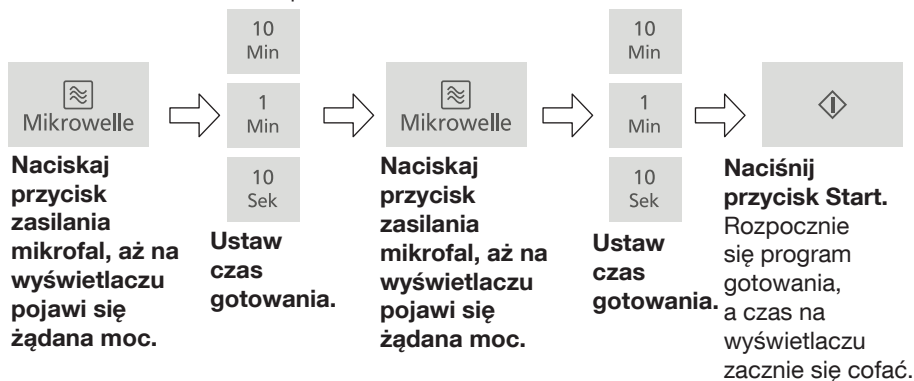 10
Min
10
Min
Mikrowelle
1
Min
Mikrowelle
1
Min
10
Sek
10
Sek
Naciskaj
przycisk
zasilania
mikrofal, aż na
wyświetlaczu
pojawi się
żądana moc.
Ustaw
czas
gotowania.
Naciskaj
przycisk
zasilania
mikrofal, aż na
wyświetlaczu
pojawi się
żądana moc.
Ustaw
czas
gotowania.
Naciśnij
przycisk Start.
Rozpocznie
się program
gotowania,
a czas na
wyświetlaczu
zacznie się cofać.